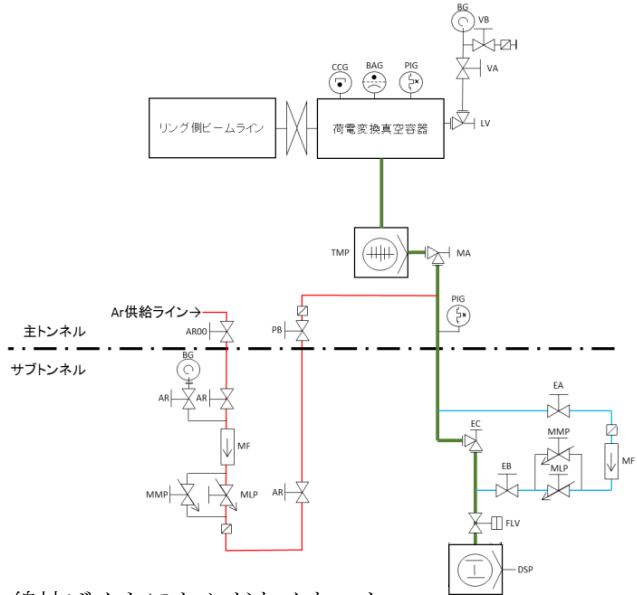 BG
VB
CCG
BAG
PIG
VA
リング側ビームライン
荷電変換真空容器
LV
TMP
MA
Ar供給ライン→
PIG
主トンネル
AR00
PB
サブトンネル
BG
EA
AR
AR
EC
MMP
MF
MF
EB
MLP
MMP
MLP
AR
FLV
DSP